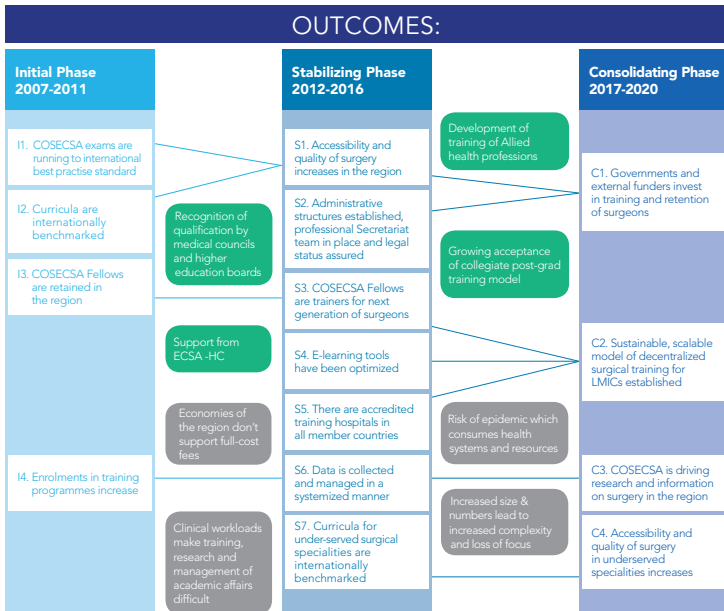 OUTCOMES:
Initial Phase
2007-2011
I1. COSECSA exams are
running to international
best practise standard
I2. Curricula are
internationally
benchmarked
I3. COSECSA Fellows
are retained in
the region
I4. Enrolments in training
programmes increase
Recognition of
qualification by
medical councils
and higher
education boards
Support from
ECSA -HC
Economies of
the region don't
support full-cost
fees
Clinical workloads
make training,
research and
management of
academic affairs
difficult
Stabilizing Phase
2012-2016
S1. Accessibility and
quality of surgery
increases in the region
S2. Administrative
structures established,
professional Secretariat
team in place and legal
status assured
S3. COSECSA Fellows
are trainers for next
generation of surgeons
S4. E-learning tools
have been optimized
S5. There are accredited
training hospitals in
all member countries
S6. Data is collected
and managed in a
systemized manner
S7. Curricula for
under-served surgical
specialities are
internationally
benchmarked
Development of
training of Allied
health professions
Growing acceptance
of collegiate post-grad
training model
Risk of epidemic which
consumes health
systems and resources
Increased size &
numbers lead to
increased complexity
and loss of focus
Consolidating Phase
2017-2020
C1. Governments and
external funders invest
in training and retention
of surgeons
C2. Sustainable, scalable
model of decentralized
surgical training for
LMICs established
C3. COSECSA is driving
research and information
on surgery in the region
C4. Accessibility and
quality of surgery
in underserved
specialities increases